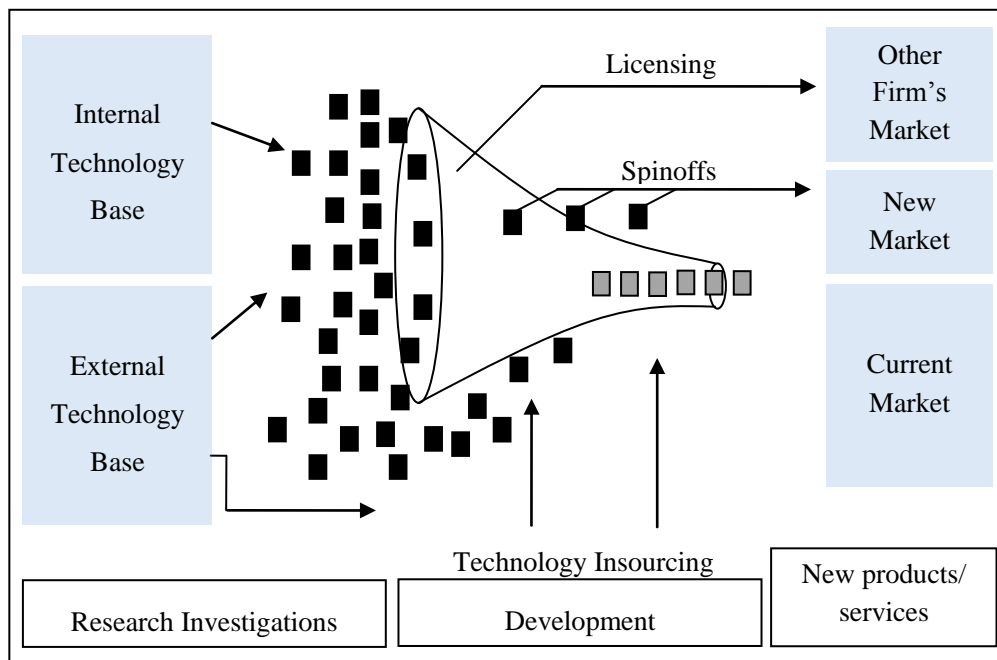 Internal
Technology
Base
External
Technology
Base
Licensing
Spinoffs
Other
Firm’s
Market
New
Market
Current
Market
Technology Insourcing
Research Investigations
Development
New products/
services